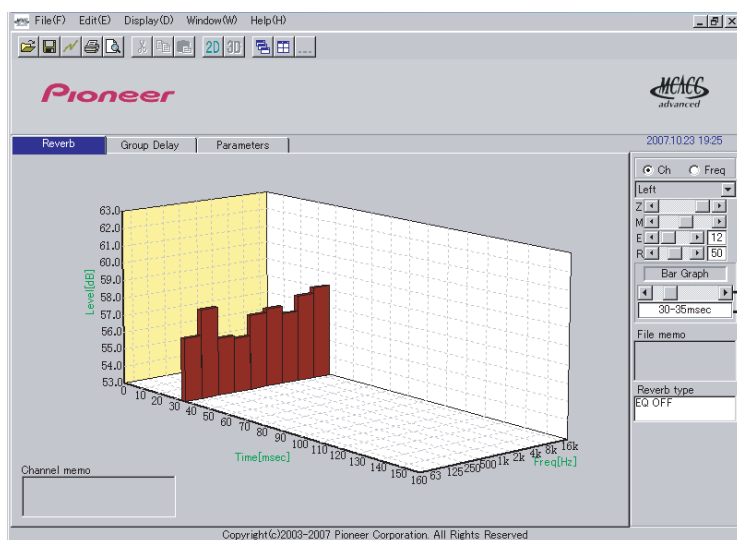 File(F) Edit(E) Display(D) Window(W) Help(H)
2D 3D
Pioneer
MCACC
advanced
Reverb Group Delay Parameters
2007.10.23 19:25
Ch Freq
Left
Z
M
E 12
R 50
Bar Graph
30-35msec
File memo
Reverb type
EQ OFF
Level[dB]
63.0
62.0
61.0
60.0
59.0
58.0
57.0
56.0
55.0
54.0
53.0
0 10 20 30 40 50 60 70 80 90 100 110 120 130 140 150 160
Time[msec]
63 125 250 500 1k 2k 4k 8k 16k
Freq[Hz]
Channel memo
Copyright(c)2003-2007 Pioneer Corporation. All Rights Reserved